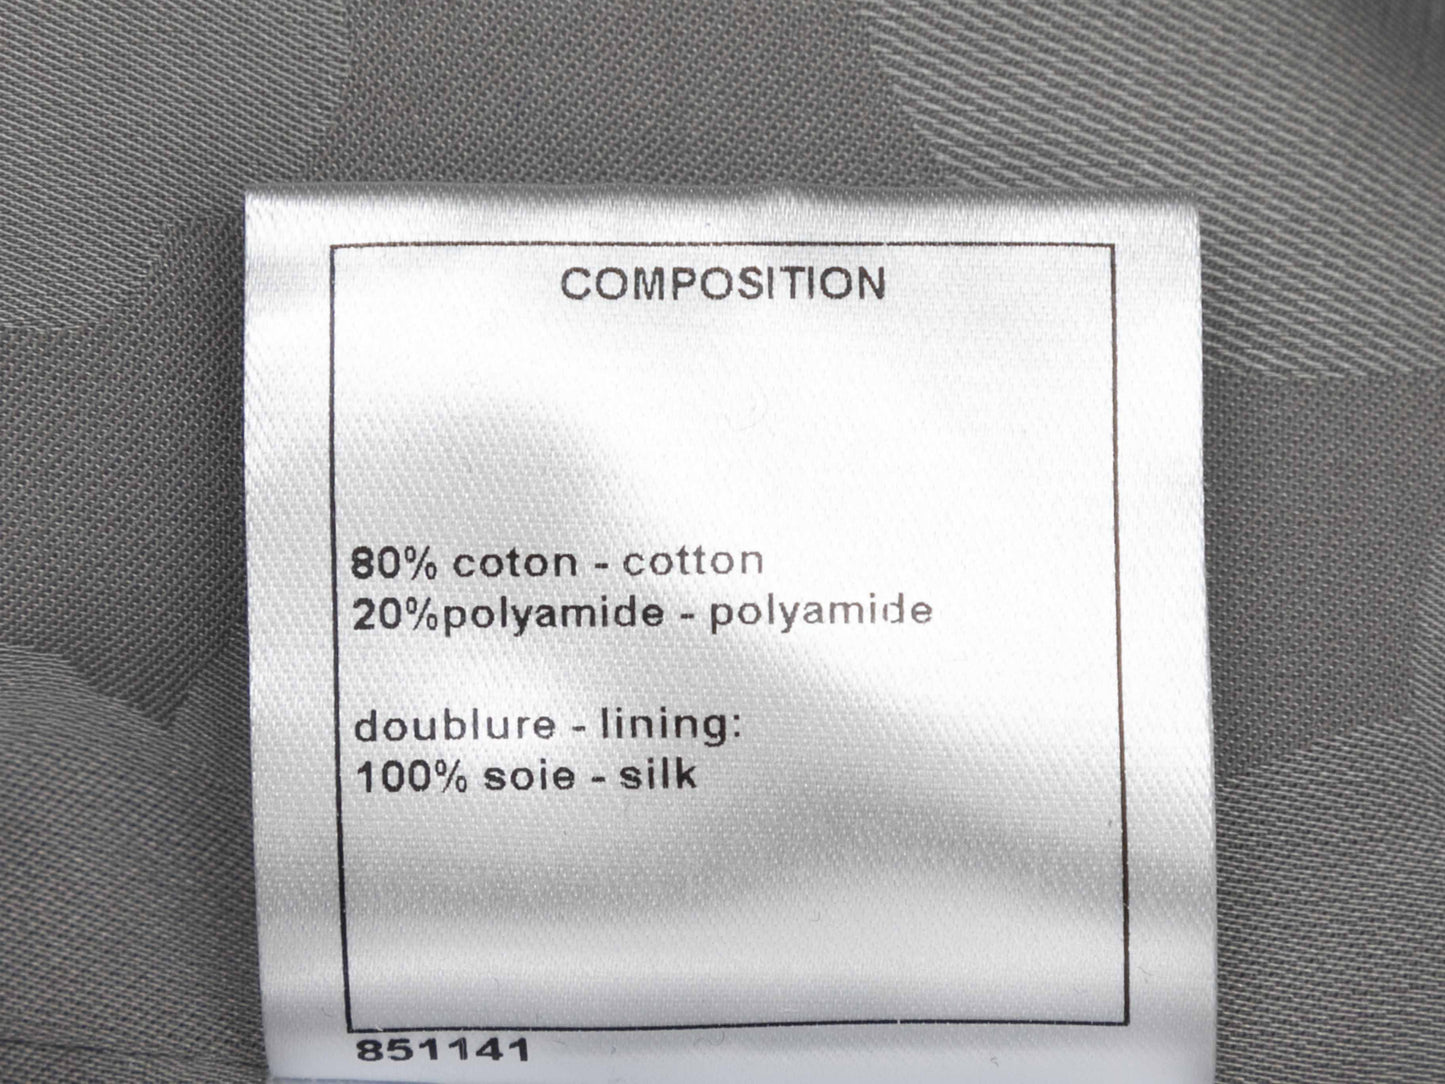 COMPOSITION
80% coton - cotton
20%polyamide - polyamide
doublure - lining:
100% soie - silk
851141